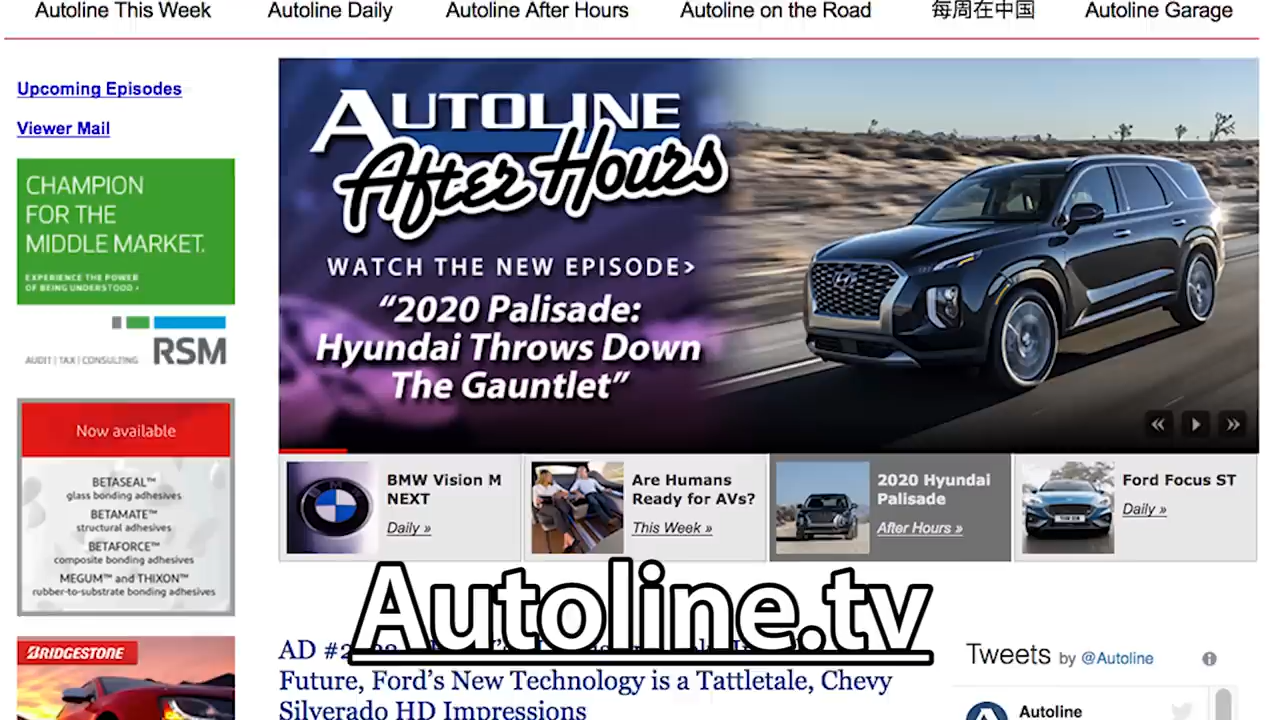 Autoline This Week
Autoline Daily
Autoline After Hours
Autoline on the Road
每周在中国
Autoline Garage
Upcoming Episodes
Viewer Mail
CHAMPION
FOR THE
MIDDLE MARKET.
EXPERIENCE THE POWER
OF BEING UNDERSTOOD ›
AUDIT | TAX | CONSULTING
RSM
Now available
BETASEAL™
glass bonding adhesives
BETAMATE™
structural adhesives
BETAFORCE™
composite bonding adhesives
MEGUM™ and THIXON™
rubber-to-substrate bonding adhesives
BRIDGESTONE
AUTOLINE
After Hours
WATCH THE NEW EPISODE>
“2020 Palisade:
Hyundai Throws Down
The Gauntlet”
BMW Vision M
NEXT
Daily »
Are Humans
Ready for AVs?
This Week »
2020 Hyundai
Palisade
After Hours »
Ford Focus ST
Daily »
Autoline.tv
AD #2
Future, Ford’s New Technology is a Tattletale, Chevy
Silverado HD Impressions
Tweets by @Autoline
Autoline